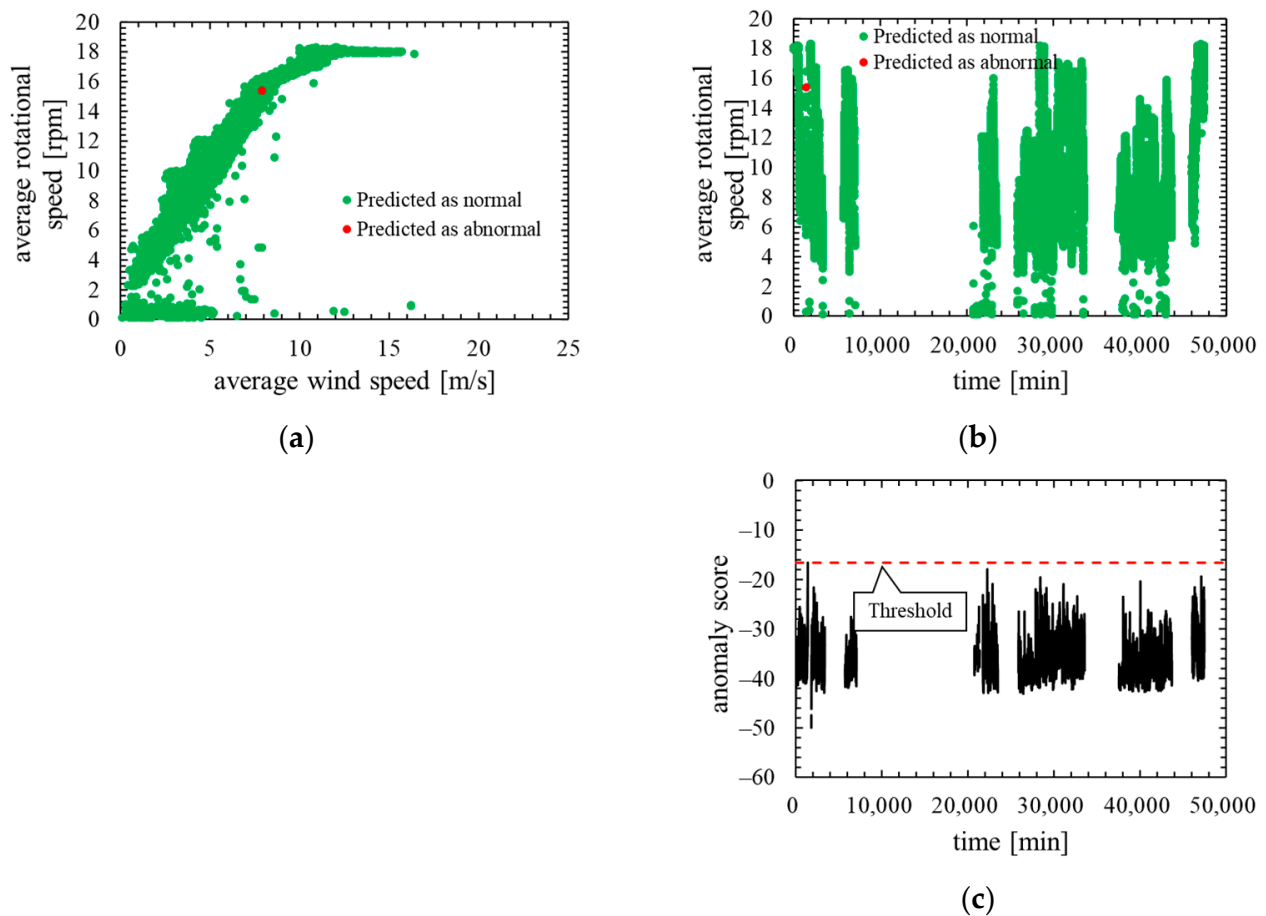 20
18
16
14
12
10
8
6
4
2
0
average rotational
speed [rpm]
Predicted as normal
Predicted as abnormal
0 5 10 15 20 25
average wind speed [m/s]
(a)
20
18
16
14
12
10
8
6
4
2
0
average rotational
speed [rpm]
Predicted as normal
Predicted as abnormal
0 10,000 20,000 30,000 40,000 50,000
time [min]
(b)
0
–10
–20
–30
–40
–50
–60
anomaly score
Threshold
0 10,000 20,000 30,000 40,000 50,000
time [min]
(c)